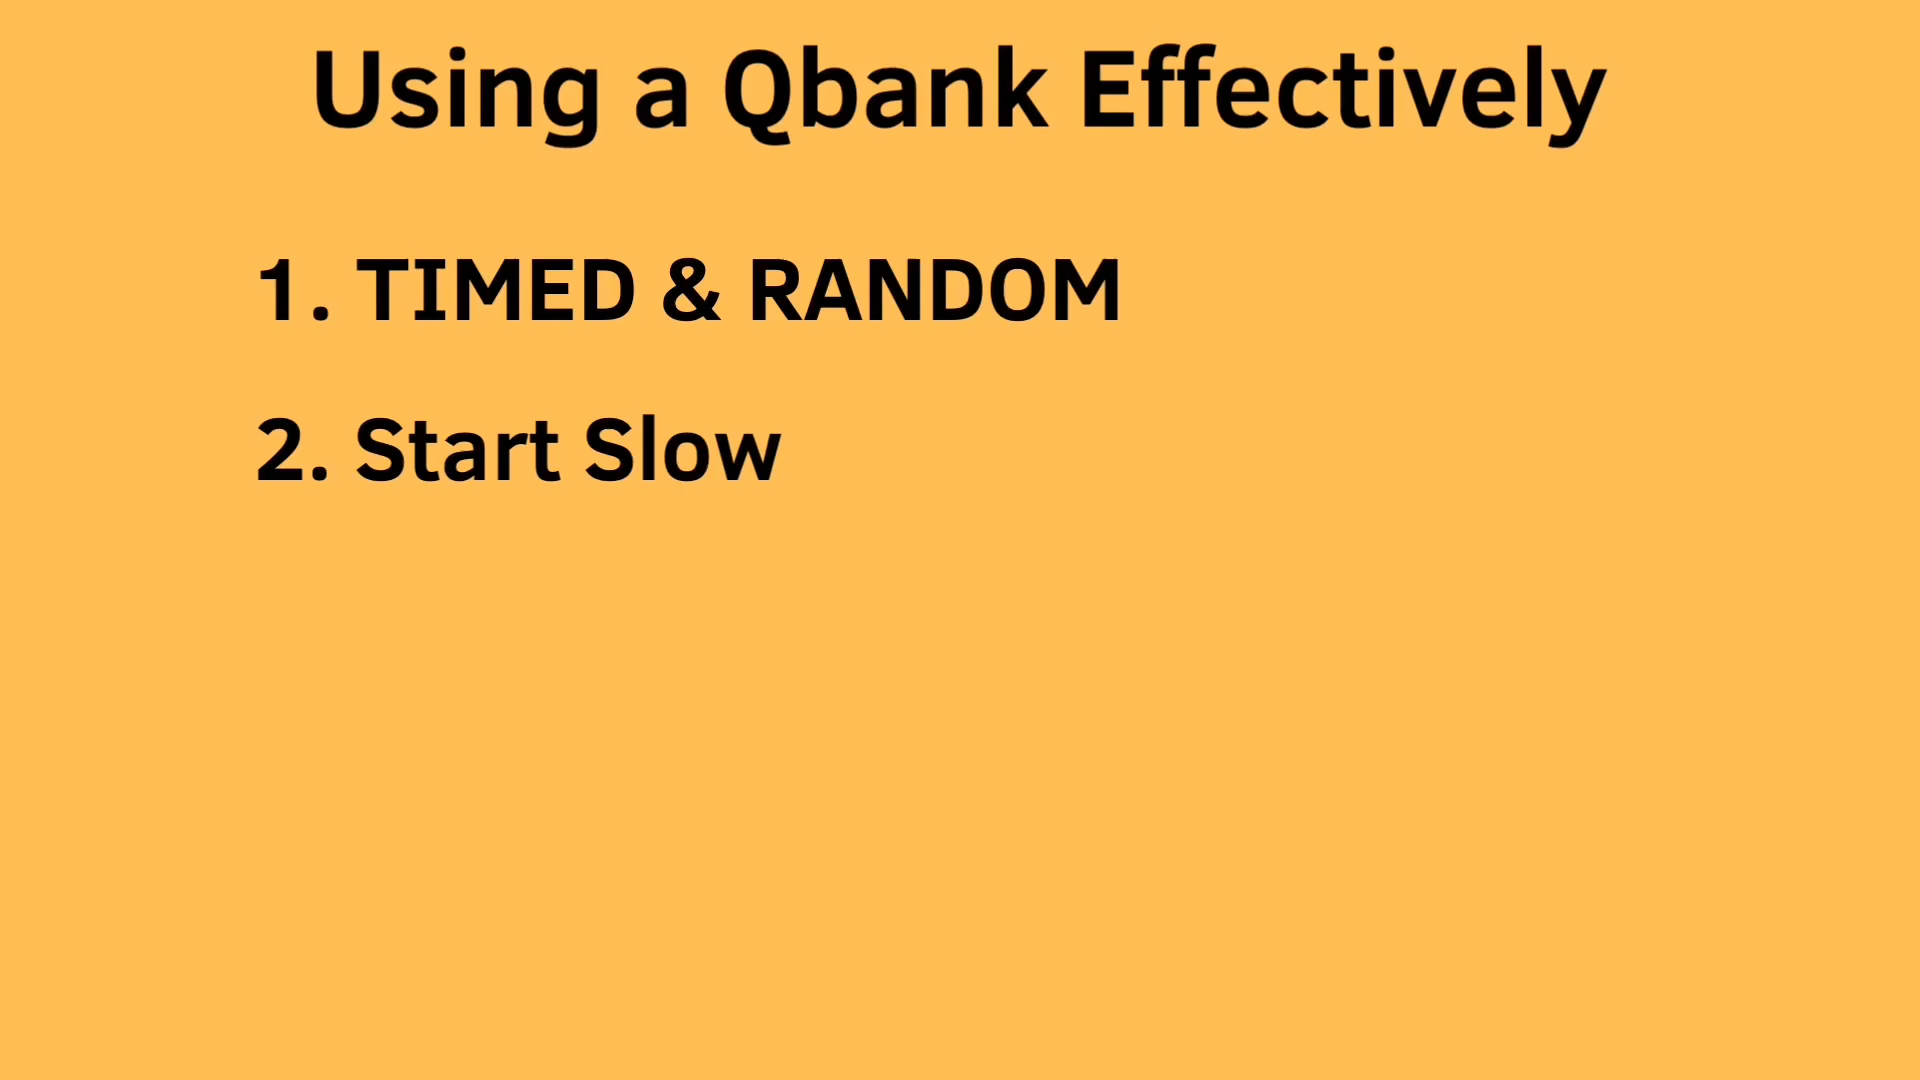 Using a Qbank Effectively
1. TIMED & RANDOM
2. Start Slow